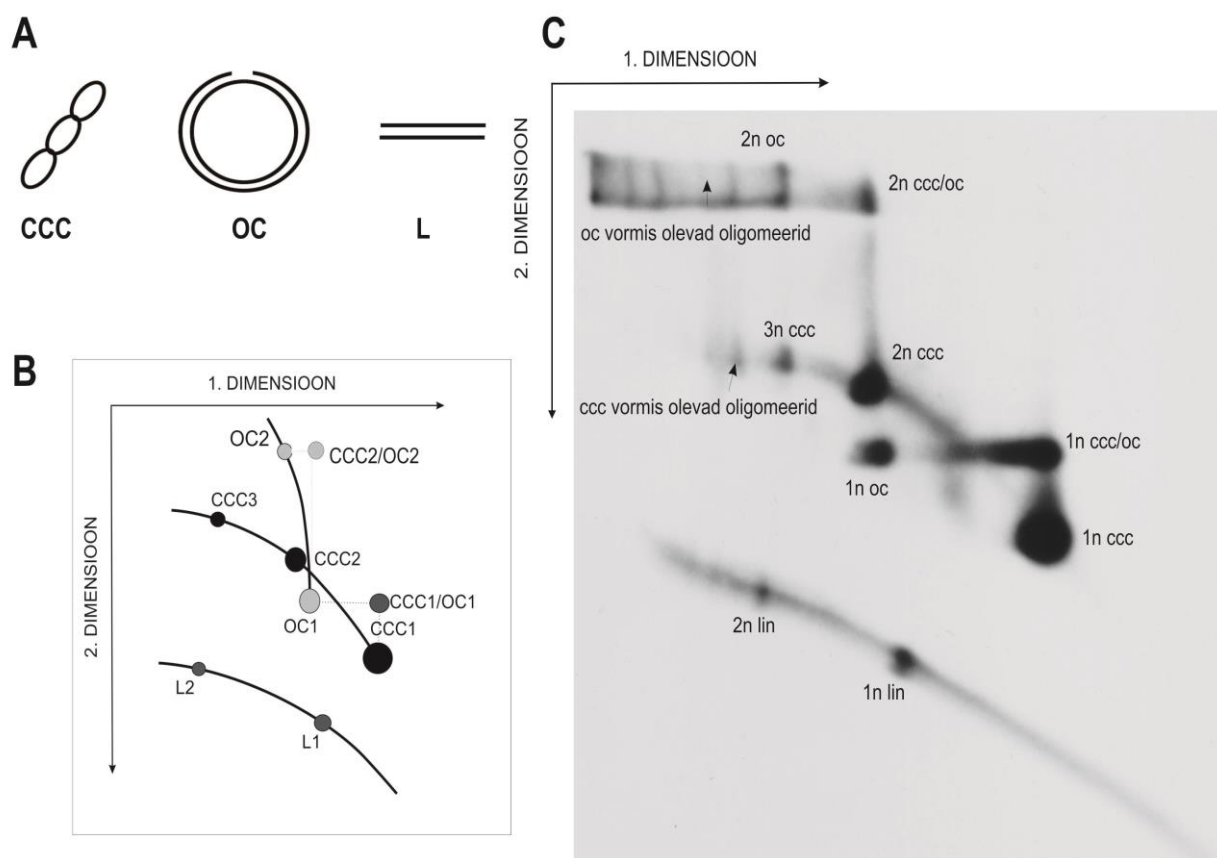 A
CCC
OC
L
B
1. DIMENSIOON
2. DIMENSIOON
OC2
CCC2/OC2
CCC3
CCC2
OC1
CCC1/OC1
CCC1
L2
L1
C
1. DIMENSIOON
2. DIMENSIOON
2n oc
2n ccc/oc
oc vormis olevad oligomeerid
3n ccc
2n ccc
ccc vormis olevad oligomeerid
1n ccc/oc
1n oc
1n ccc
2n lin
1n lin